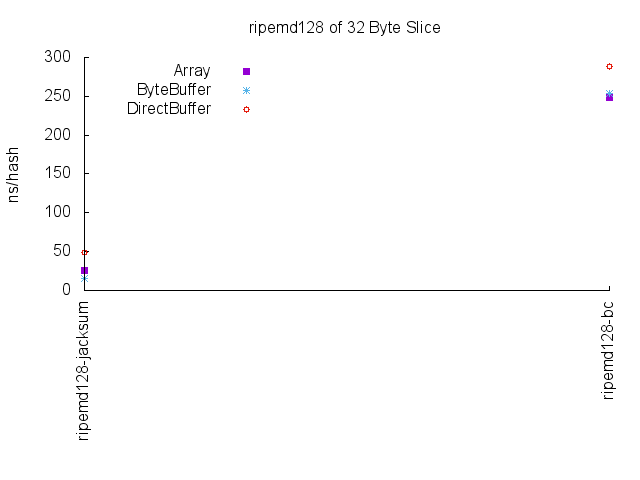 ripemd128 of 32 Byte Slice
ns/hash
300
250
200
150
100
50
0
Array
ByteBuffer
DirectBuffer
ripemd128-jacksum
ripemd128-bc